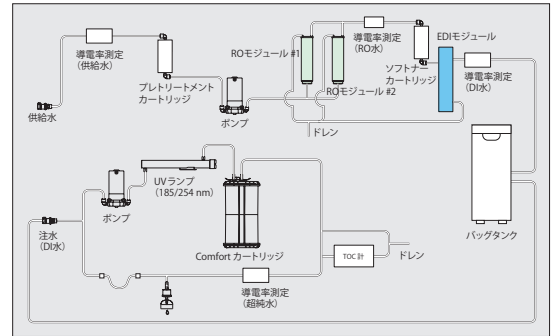 導電率測定
（供給水）
供給水
プレトリートメント
カートリッジ
ポンプ
ROモジュール #1
ROモジュール #2
ドレン
導電率測定
（RO水）
ソフトナー
カートリッジ
EDIモジュール
導電率測定
（DI水）
バッグタンク
注水
（DI水）
ポンプ
UVランプ
（185/254 nm）
Comfort カートリッジ
導電率測定
（超純水）
TOC 計
ドレン